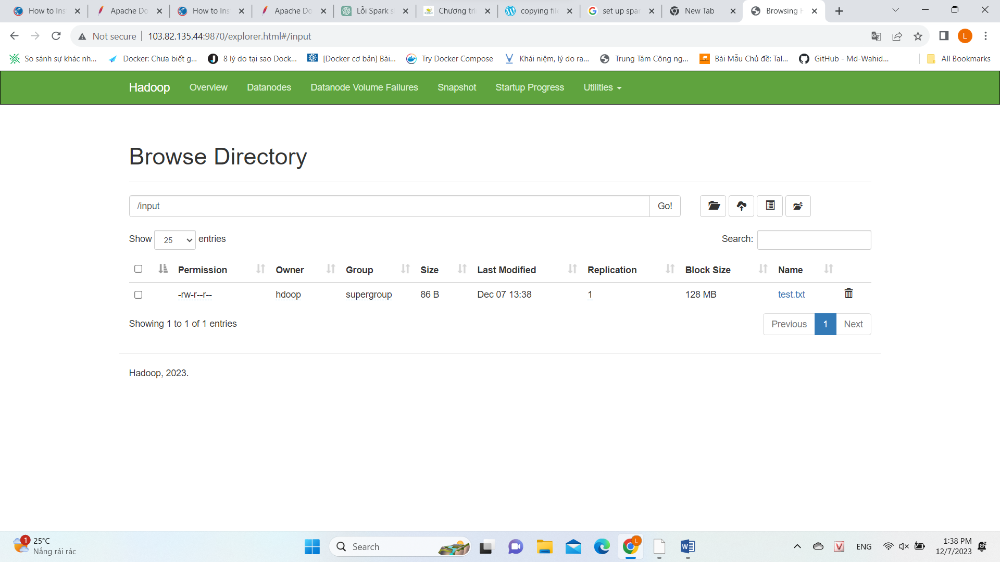 How to Ins
Apache Do
How to Ins
Apache Do
Lỗi Spark s
Chương trì
copying file
set up spar
New Tab
Browsing H
Not secure
103.82.135.44:9870/explorer.html#/input
L
So sánh sự khác nh...
Docker: Chưa biết g...
8 lý do tại sao Dock...
[Docker cơ bản] Bài...
Try Docker Compose
Khái niệm, lý do ra...
Trung Tâm Công ng...
Bài Mẫu Chủ đề: Tal...
GitHub - Md-Wahid...
All Bookmarks
Hadoop Overview Datanodes Datanode Volume Failures Snapshot Startup Progress Utilities
Browse Directory
/input Go!
Show 25 entries Search:
Permission Owner Group Size Last Modified Replication Block Size Name
-rw-r--r-- hdoop supergroup 86 B Dec 07 13:38 1 128 MB test.txt
Showing 1 to 1 of 1 entries Previous 1 Next
Hadoop, 2023.
1
25°C
Nắng rải rác
Search
L
ENG
1:38 PM
12/7/2023